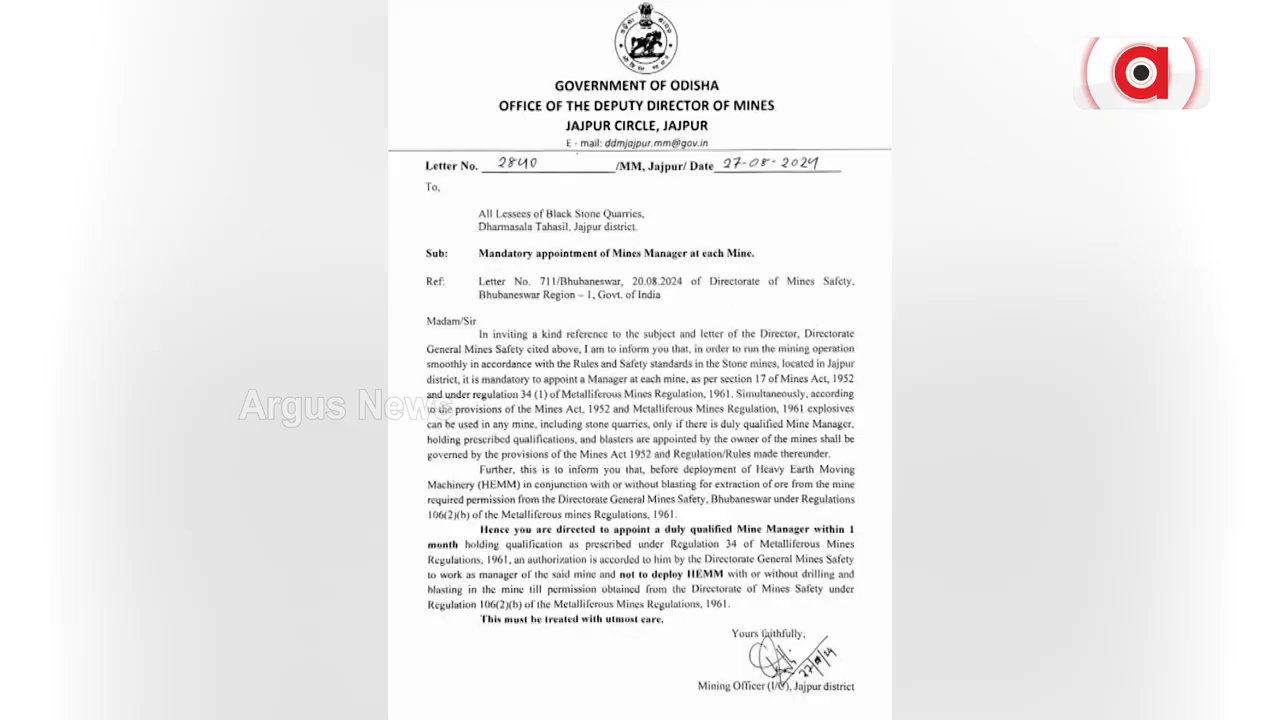 GOVERNMENT OF ODISHA
OFFICE OF THE DEPUTY DIRECTOR OF MINES
JAJPUR CIRCLE, JAJPUR
E - mail: ddmjajpur.mm@gov.in
Letter No. 2840 /MM, Jajpur/ Date 27-08-2024
To,
All Lessees of Black Stone Quarries,
Dharmasala Tahasil, Jajpur district.
Sub: Mandatory appointment of Mines Manager at each Mine.
Ref: Letter No. 711/Bhubaneswar, 20.08.2024 of Directorate of Mines Safety,
Bhubaneswar Region – 1, Govt. of India
Madam/Sir
In inviting a kind reference to the subject and letter of the Director, Directorate
General Mines Safety cited above, I am to inform you that, in order to run the mining operation
smoothly in accordance with the Rules and Safety standards in the Stone mines, located in Jajpur
district, it is mandatory to appoint a Manager at each mine, as per section 17 of Mines Act, 1952
and under regulation 34 (1) of Metalliferous Mines Regulation, 1961. Simultaneously, according
to the provisions of the Mines Act, 1952 and Metalliferous Mines Regulation, 1961 explosives
can be used in any mine, including stone quarries, only if there is duly qualified Mine Manager,
holding prescribed qualifications, and blasters are appointed by the owner of the mines shall be
governed by the provisions of the Mines Act 1952 and Regulation/Rules made thereunder.
Further, this is to inform you that, before deployment of Heavy Earth Moving
Machinery (HEMM) in conjunction with or without blasting for extraction of ore from the mine
required permission from the Directorate General Mines Safety, Bhubaneswar under Regulations
106(2)(b) of the Metalliferous mines Regulations, 1961.
Hence you are directed to appoint a duly qualified Mine Manager within 1
month holding qualification as prescribed under Regulation 34 of Metalliferous Mines
Regulations, 1961, an authorization is accorded to him by the Directorate General Mines Safety
to work as manager of the said mine and not to deploy HEMM with or without drilling and
blasting in the mine till permission obtained from the Directorate of Mines Safety under
Regulation 106(2)(b) of the Metalliferous Mines Regulations, 1961.
This must be treated with utmost care.
Yours faithfully,
27/08/24
Mining Officer (I/C), Jajpur district
Argus News
a